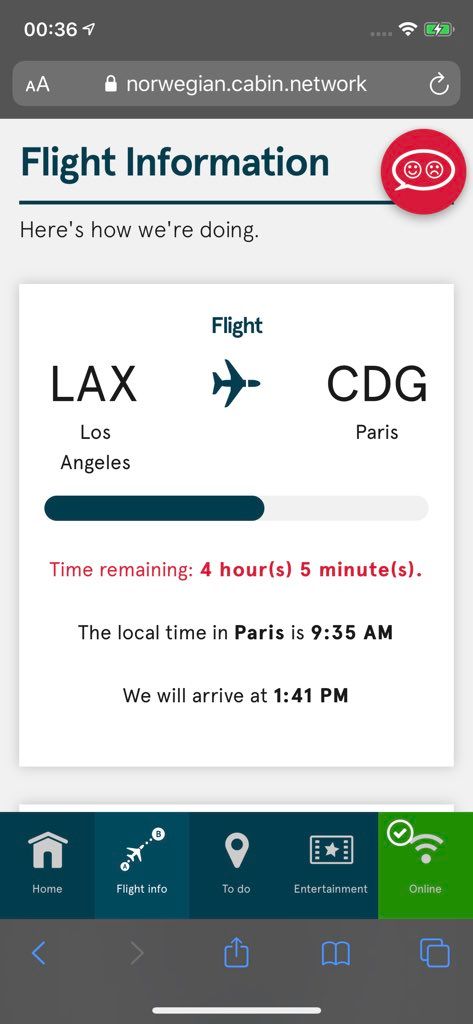 00:36
AA norwegian.cabin.network
Flight Information
Here's how we're doing.
Flight
LAX CDG
Los Paris
Angeles
Time remaining: 4 hour(s) 5 minute(s).
The local time in Paris is 9:35 AM
We will arrive at 1:41 PM
A B
Home Flight info To do Entertainment Online